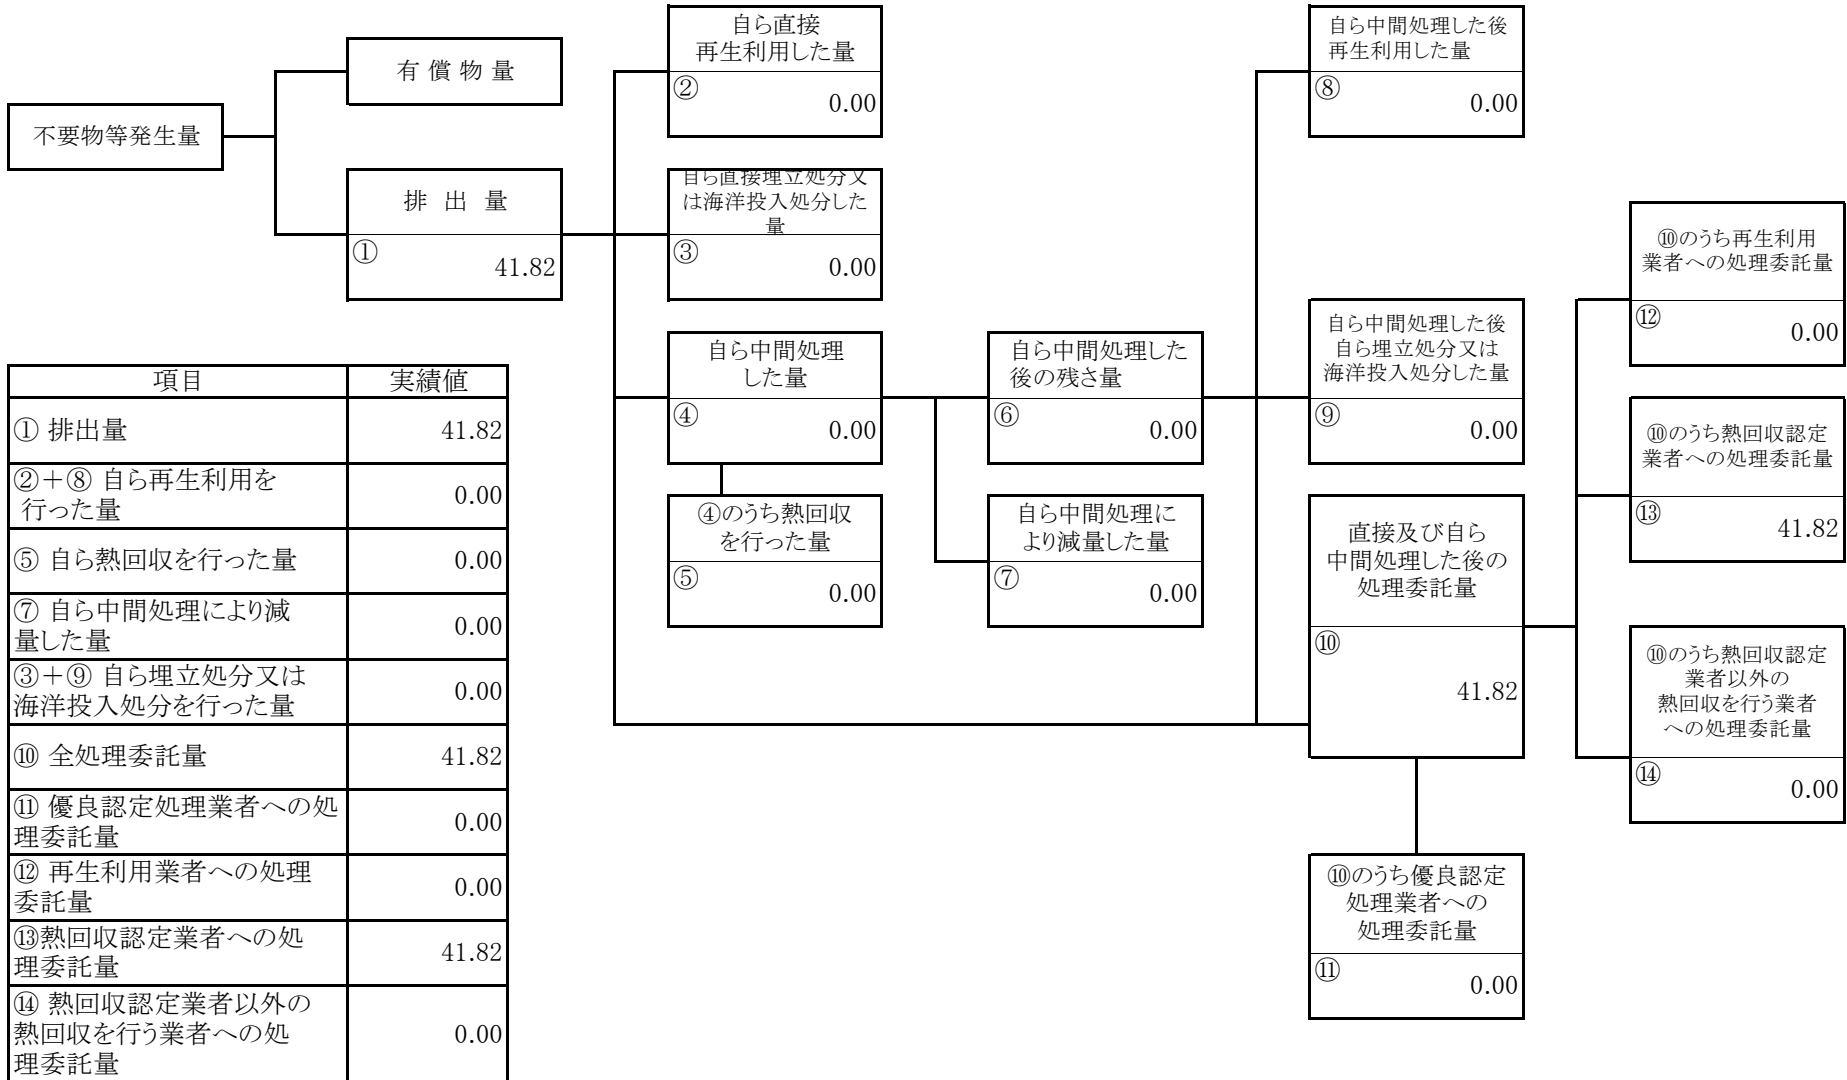 不要物等発生量
有 償 物 量
排 出 量
①
41.82
自ら直接
再生利用した量
②
0.00
自ら直接埋立処分又
は海洋投入処分した
量
③
0.00
自ら中間処理
した量
④
0.00
④のうち熱回収
を行った量
⑤
0.00
自ら中間処理した
後の残さ量
⑥
0.00
自ら中間処理に
より減量した量
⑦
0.00
自ら中間処理した後
再生利用した量
⑧
0.00
自ら中間処理した後
自ら埋立処分又は
海洋投入処分した量
⑨
0.00
直接及び自ら
中間処理した後の
処理委託量
⑩
41.82
⑩のうち優良認定
処理業者への
処理委託量
⑪
0.00
⑩のうち再生利用
業者への処理委託量
⑫
0.00
⑩のうち熱回収認定
業者への処理委託量
⑬
41.82
⑩のうち熱回収認定
業者以外の
熱回収を行う業者
への処理委託量
⑭
0.00
項目 実績値
① 排出量 41.82
②+⑧ 自ら再生利用を
行った量 0.00
⑤ 自ら熱回収を行った量 0.00
⑦ 自ら中間処理により減
量した量 0.00
③+⑨ 自ら埋立処分又は
海洋投入処分を行った量 0.00
⑩ 全処理委託量 41.82
⑪ 優良認定処理業者への処
理委託量 0.00
⑫ 再生利用業者への処理
委託量 0.00
⑬熱回収認定業者への処
理委託量 41.82
⑭ 熱回収認定業者以外の
熱回収を行う業者への処
理委託量 0.00